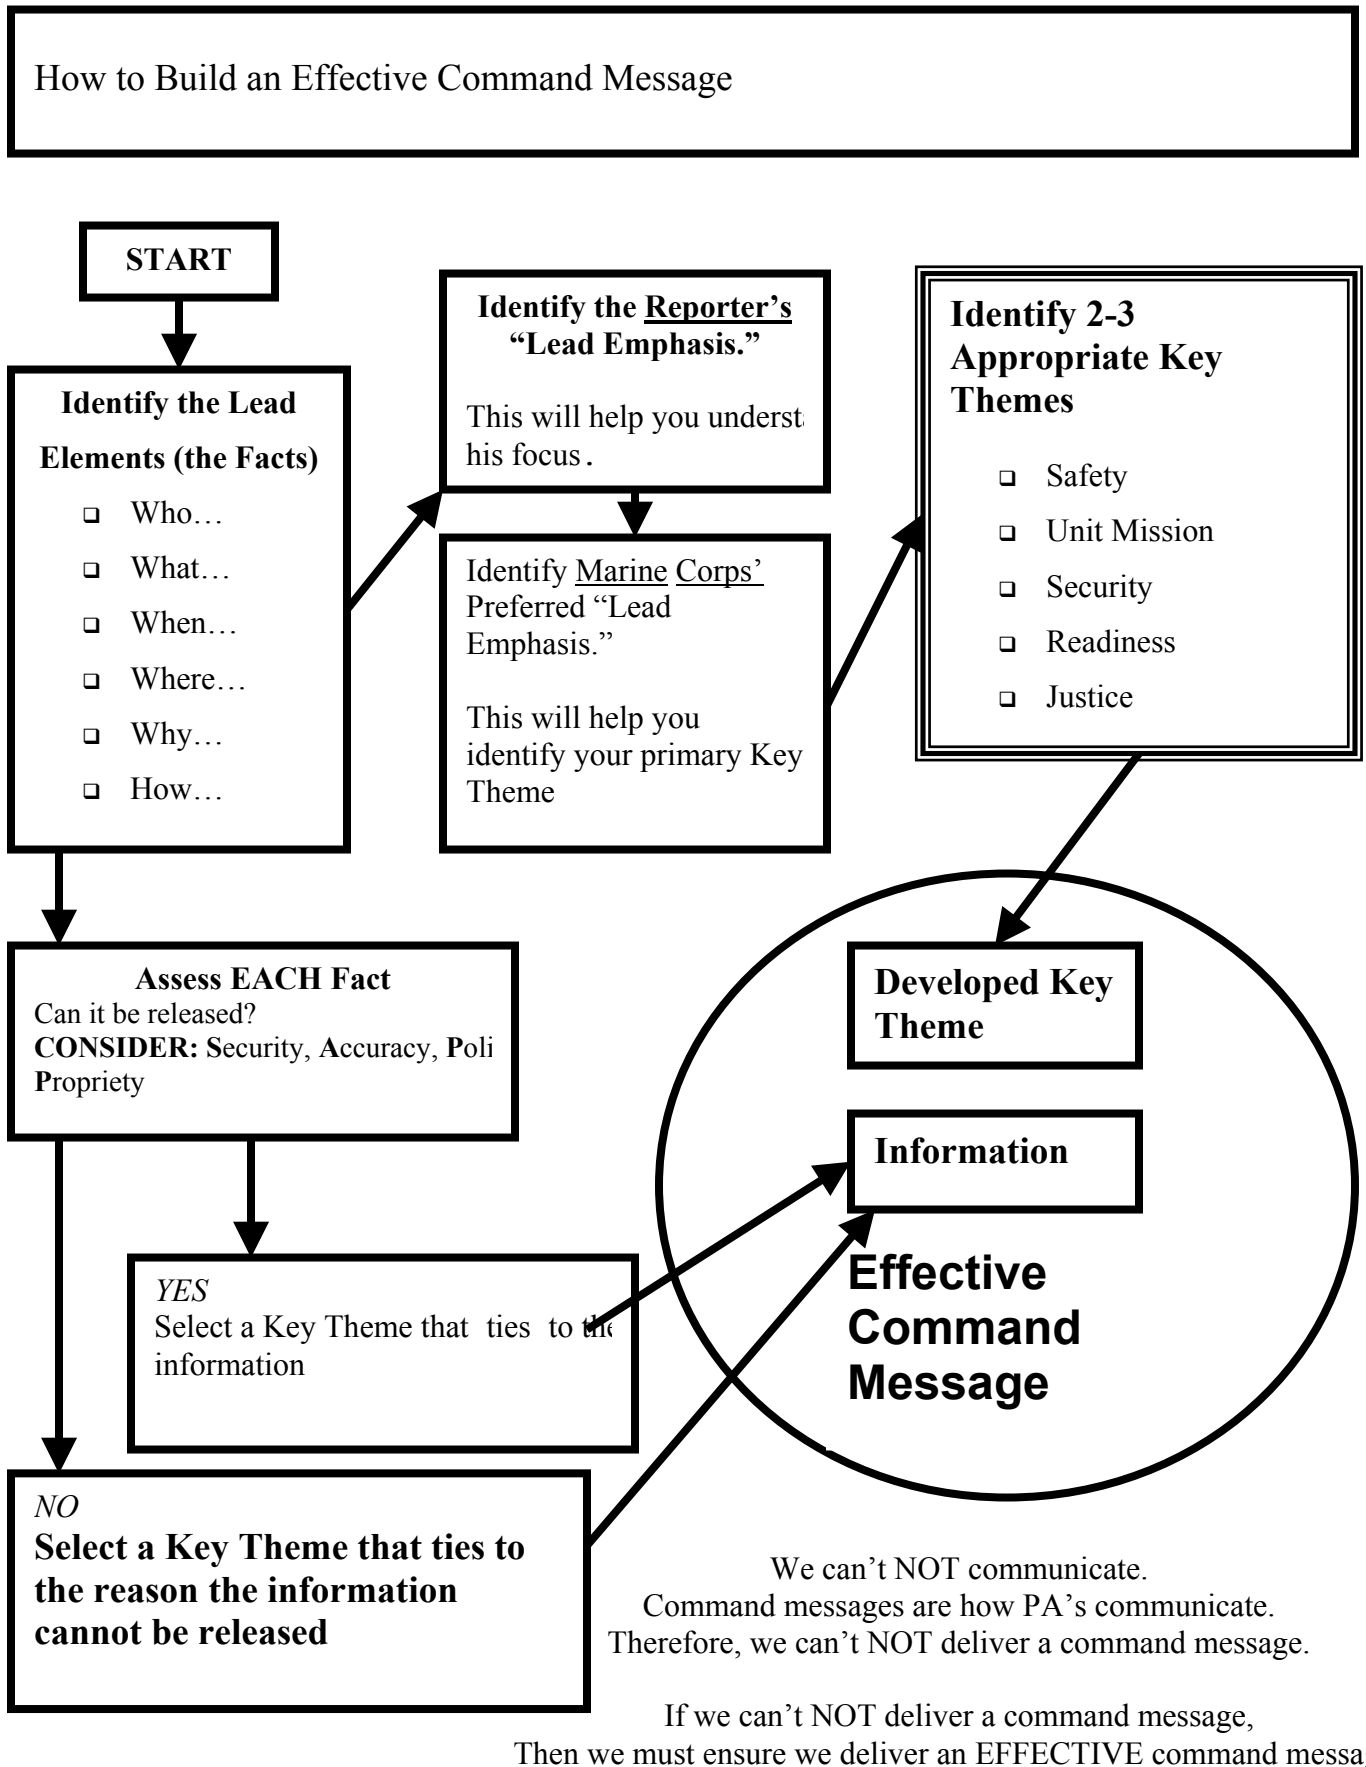 How to Build an Effective Command Message
START
Identify the Lead
Elements (the Facts)
❑ Who…
❑ What…
❑ When…
❑ Where…
❑ Why…
❑ How…
Identify the Reporter’s
“Lead Emphasis.”
This will help you underst
his focus.
Identify Marine Corps’
Preferred “Lead
Emphasis.”
This will help you
identify your primary Key
Theme
Identify 2-3
Appropriate Key
Themes
❑ Safety
❑ Unit Mission
❑ Security
❑ Readiness
❑ Justice
Assess EACH Fact
Can it be released?
CONSIDER: Security, Accuracy, Poli
Propriety
YES
Select a Key Theme that ties to the
information
NO
Select a Key Theme that ties to
the reason the information
cannot be released
Developed Key
Theme
Information
Effective
Command
Message
We can’t NOT communicate.
Command messages are how PA’s communicate.
Therefore, we can’t NOT deliver a command message.
If we can’t NOT deliver a command message,
Then we must ensure we deliver an EFFECTIVE command messa